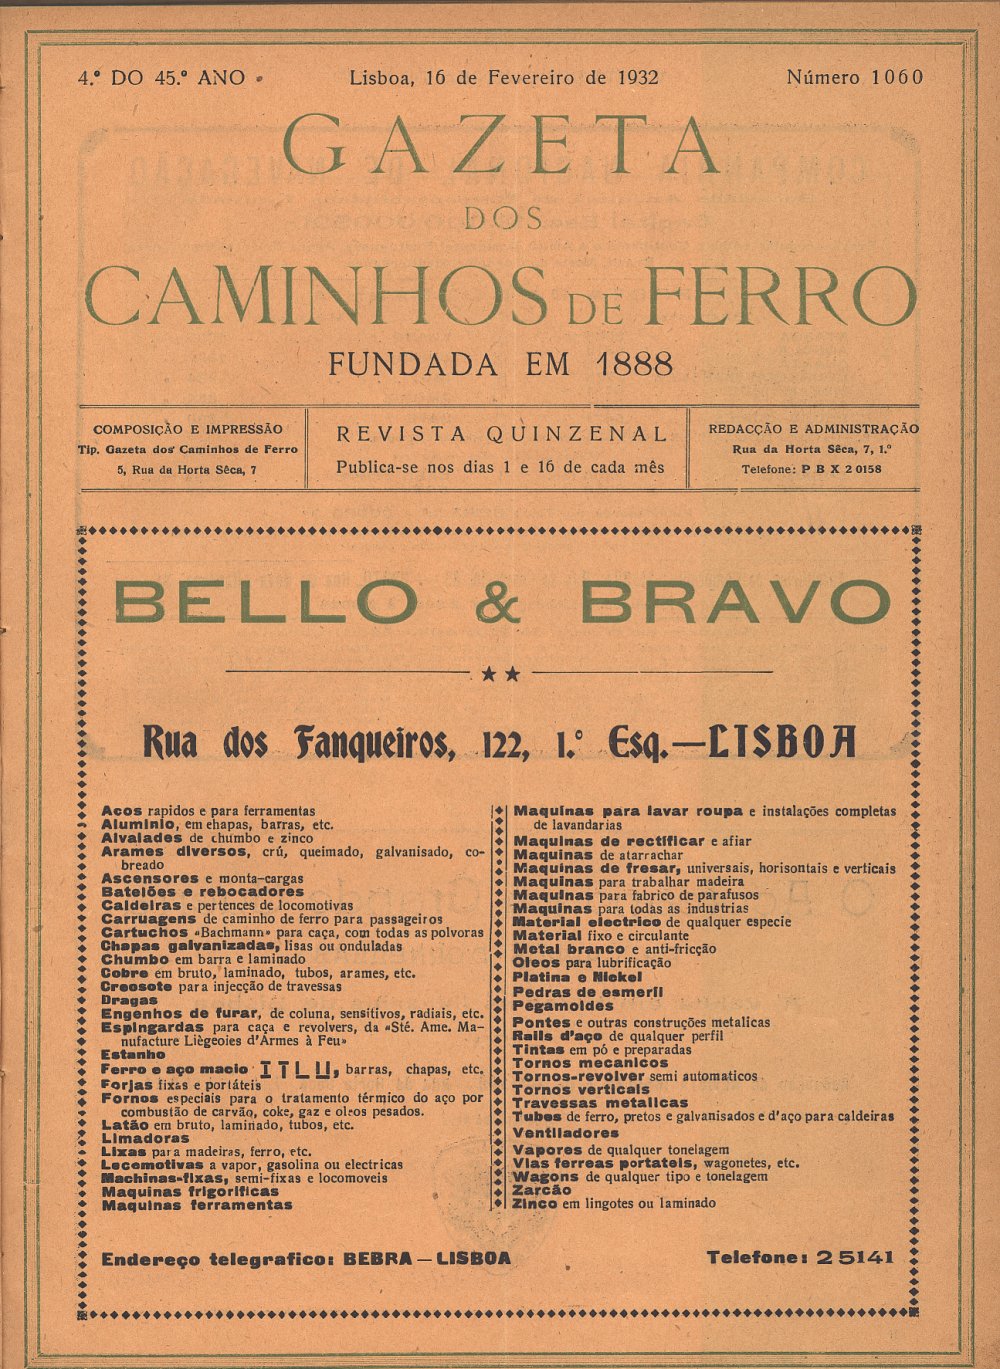 4.º DO 45.º ANO
Lisboa, 16 de Fevereiro de 1932
Número 1060
GAZETA
DOS
CAMINHOS DE FERRO
FUNDADA EM 1888
COMPOSIÇÃO E IMPRESSÃO
Tip. Gazeta dos Caminhos de Ferro
5, Rua da Horta Sêca, 7
REVISTA QUINZENAL
Publica-se nos dias 1 e 16 de cada mês
REDACÇÃO E ADMINISTRAÇÃO
Rua da Horta Sêca, 7, 1.º
Telefone: P B X 2 0158
BELLO & BRAVO
Rua dos Fanqueiros, 122, 1.º Esq.—LISBOA
Acos rapidos e para ferramentas
Aluminio, em chapas, barras, etc.
Alvaiades de chumbo e zinco
Arames diversos, crú, queimado, galvanisado, co-
breado
Ascensores e monta-cargas
Batelões e rebocadores
Caldeiras e pertences de locomotivas
Carruagens de caminho de ferro para passageiros
Cartuchos «Bachmann» para caça, com todas as polvoras
Chapas galvanizadas, lisas ou onduladas
Chumbo em barra e laminado
Cobre em bruto, laminado, tubos, arames, etc.
Creosote para injecção de travessas
Dragas
Engenhos de furar, de coluna, sensitivos, radiais, etc.
Espingardas para caça e revolvers, da «Sté. Ame. Ma-
nufacture Liègeoies d'Armes à Feu»
Estanho
Ferro e aço macio I T L U, barras, chapas, etc.
Forjas fixas e portáteis
Fornos especiais para o tratamento térmico do aço por
combustão de carvão, coke, gaz e oleos pesados.
Latão em bruto, laminado, tubos, etc.
Limadoras
Lixas para madeiras, ferro, etc.
Locomotivas a vapor, gasolina ou electricas
Machinas-fixas, semi-fixas e locomoveis
Maquinas frigorificas
Maquinas ferramentas
Maquinas para lavar roupa e instalações completas
de lavandarias
Maquinas de rectificar e afiar
Maquinas de atarrachar
Maquinas de fresar, universais, horisontais e verticais
Maquinas para trabalhar madeira
Maquinas para fabrico de parafusos
Maquinas para todas as industrias
Material electrico de qualquer especie
Material fixo e circulante
Metal branco e anti-fricção
Oleos para lubrificação
Platina e Nickel
Pedras de esmeril
Pegamoides
Pontes e outras construções metalicas
Rails d'aço de qualquer perfil
Tintas em pó e preparadas
Tornos mecanicos
Tornos-revolver semi automaticos
Tornos verticais
Travessas metalicas
Tubos de ferro, pretos e galvanisados e d'aço para caldeiras
Ventiladores
Vapores de qualquer tonelagem
Vias ferreas portateis, wagonetes, etc.
Wagons de qualquer tipo e tonelagem
Zarcão
Zinco em lingotes ou laminado
Endereço telegrafico: BEBRA—LISBOA
Telefone: 2 5141